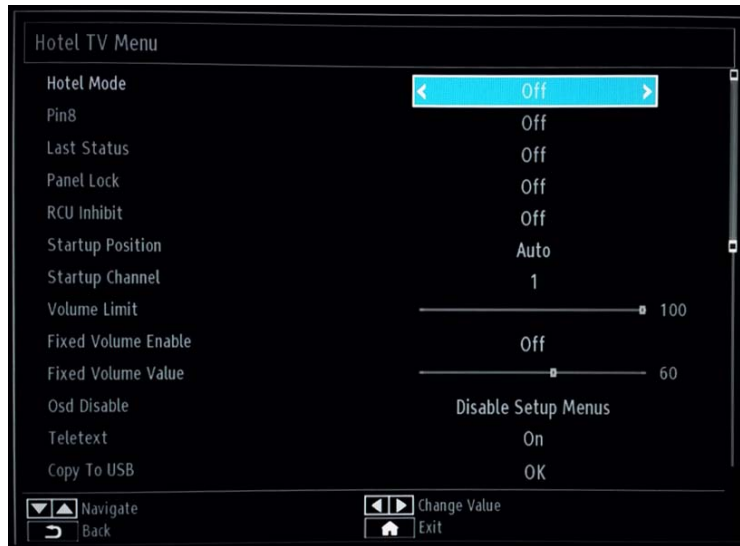 Hotel TV Menu
Hotel Mode Off
Pin8 Off
Last Status Off
Panel Lock Off
RCU Inhibit Off
Startup Position Auto
Startup Channel 1
Volume Limit 100
Fixed Volume Enable Off
Fixed Volume Value 60
Osd Disable Disable Setup Menus
Teletext On
Copy To USB OK
Navigate Change Value
Back Exit